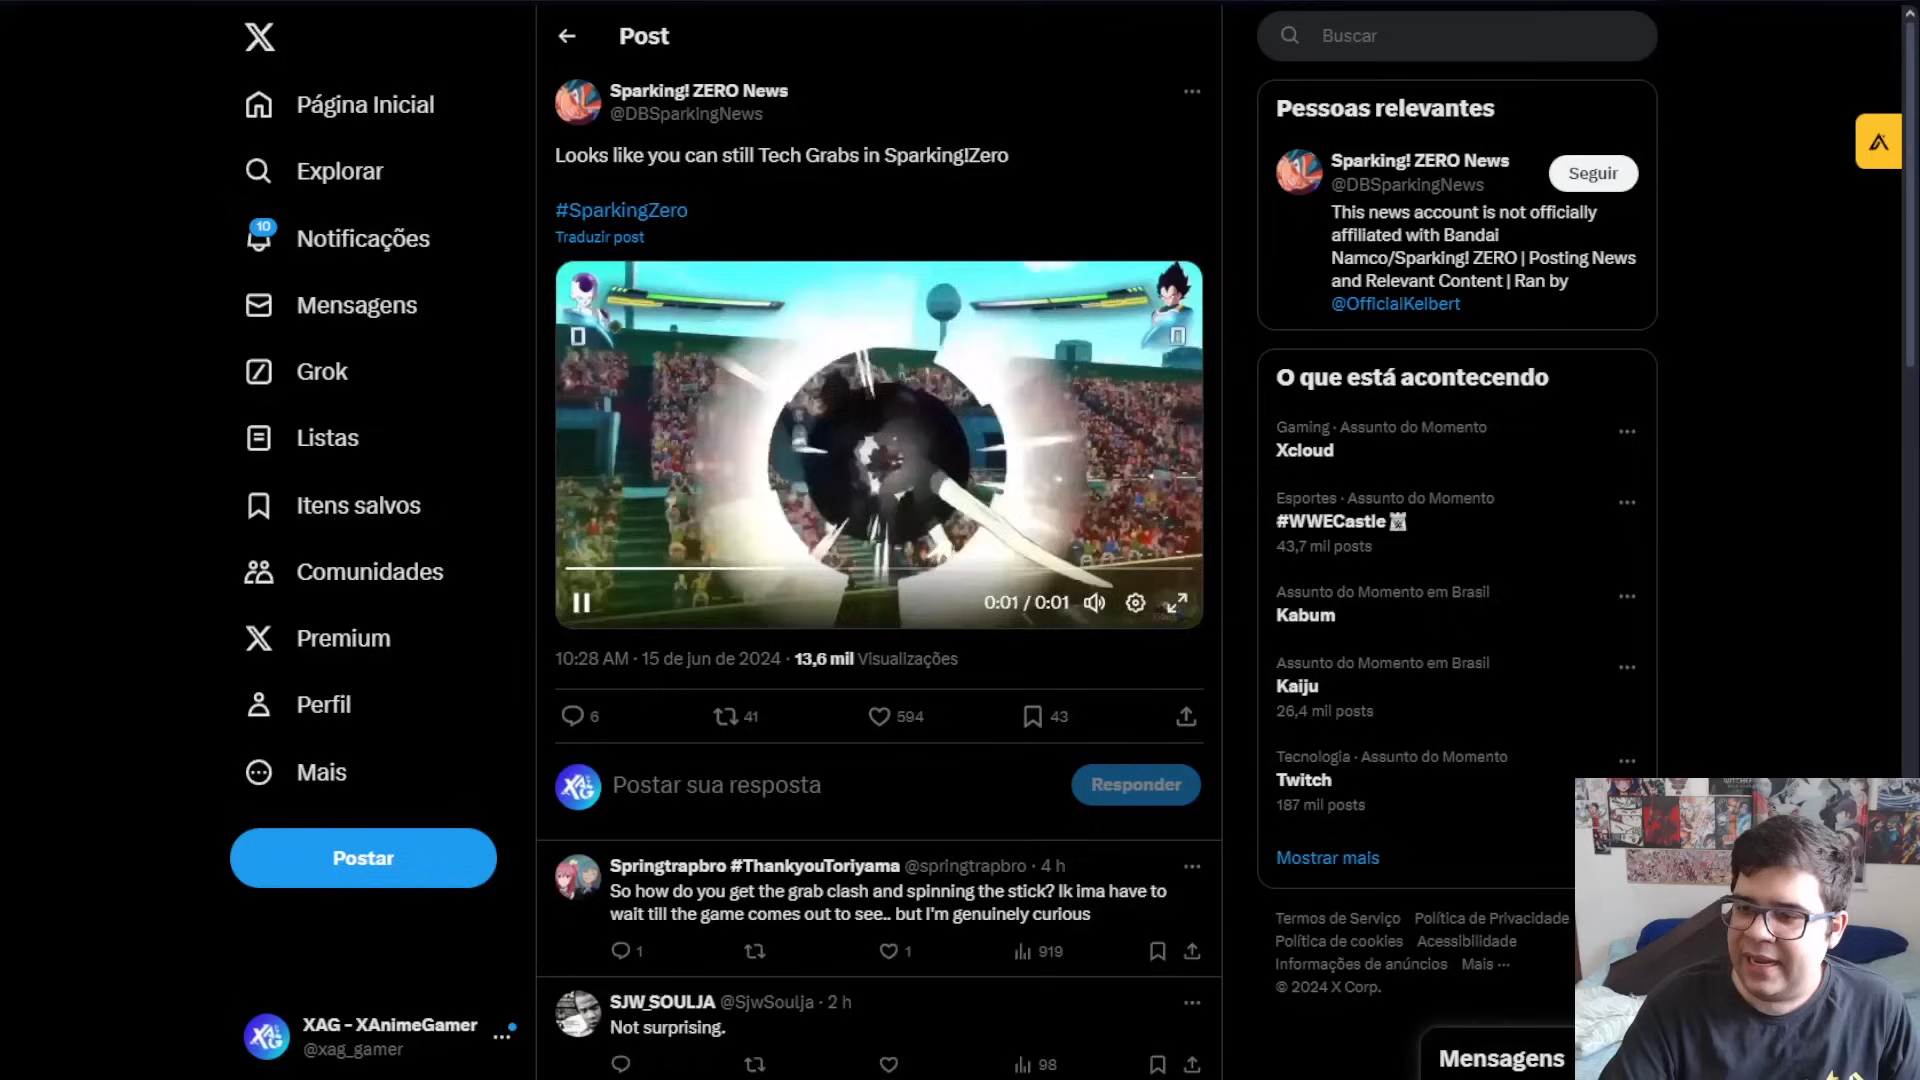 Página Inicial
Explorar
10
Notificações
Mensagens
Grok
Listas
Itens salvos
Comunidades
Premium
Perfil
Mais
Postar
XAG - XAnimeGamer
@xag_gamer
Post
Sparking! ZERO News
@DBSparkingNews
Looks like you can still Tech Grabs in Sparking!Zero
#SparkingZero
Traduzir post
0:01 / 0:01
10:28 AM · 15 de jun de 2024 · 13,6 mil Visualizações
6 41 594 43
Postar sua resposta
Responder
Springtrapbro #ThankyouToriyama @springtrapbro · 4 h
So how do you get the grab clash and spinning the stick? Ik ima have to
wait till the game comes out to see.. but I'm genuinely curious
1 1 919
SJW_SOULJA @SjwSoulja · 2 h
Not surprising.
98
Buscar
Pessoas relevantes
Sparking! ZERO News
@DBSparkingNews
Seguir
This news account is not officially
affiliated with Bandai
Namco/Sparking! ZERO | Posting News
and Relevant Content | Ran by
@OfficialKelbert
O que está acontecendo
Gaming · Assunto do Momento
Xcloud
Esportes · Assunto do Momento
#WWECastle
43,7 mil posts
Assunto do Momento em Brasil
Kabum
Assunto do Momento em Brasil
Kaiju
26,4 mil posts
Tecnologia · Assunto do Momento
Twitch
187 mil posts
Mostrar mais
Termos de Serviço Política de Privacidade
Política de cookies Acessibilidade
Informações de anúncios Mais ···
© 2024 X Corp.
Mensagens